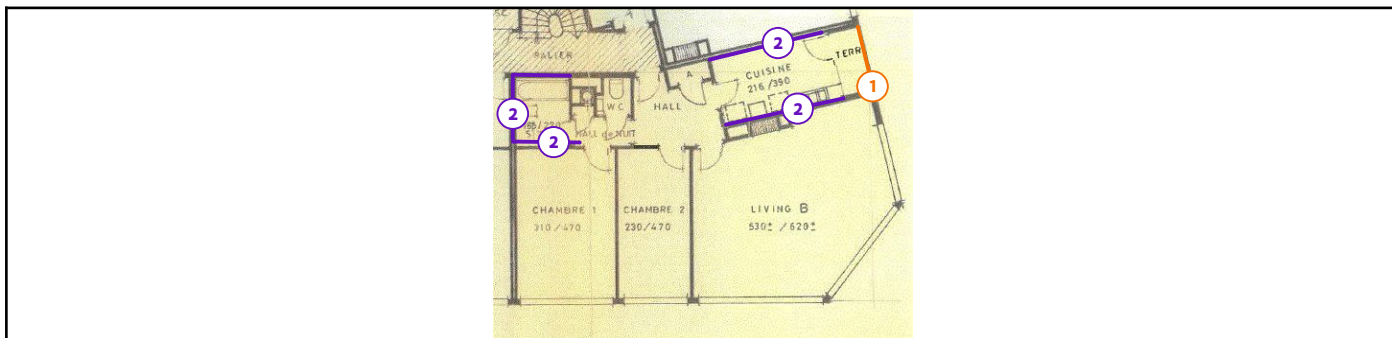 A
PALIER
2
TERR
CUISINE
216/390
A
1
2
W.C
HALL
2
2
HALL de NUIT
CHAMBRE 1
310/470
CHAMBRE 2
230/470
LIVING B
530± / 620±